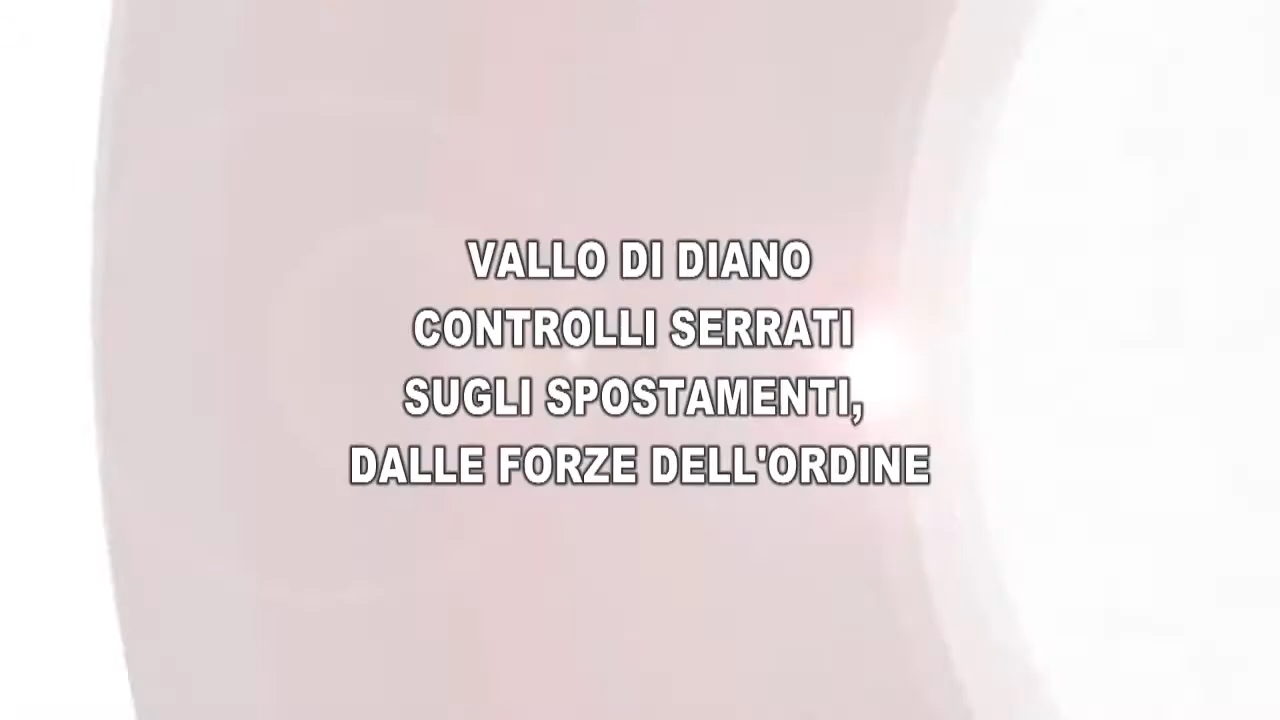 VALLO DI DIANO
CONTROLLI SERRATI
SUGLI SPOSTAMENTI,
DALLE FORZE DELL'ORDINE